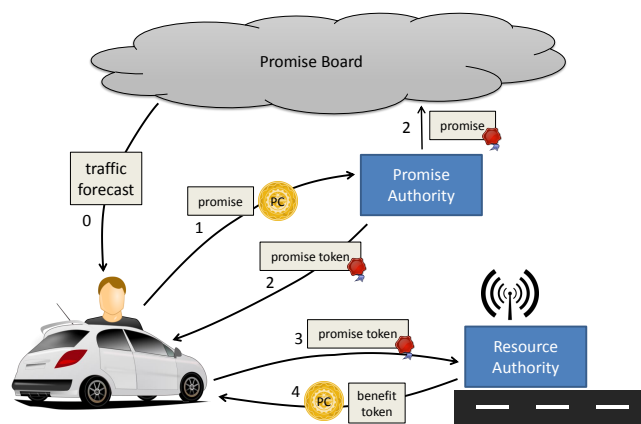 Promise Board
2
promise
traffic
forecast
0
promise
PC
1
Promise
Authority
promise token
2
3
promise token
Resource
Authority
4
PC
benefit
token